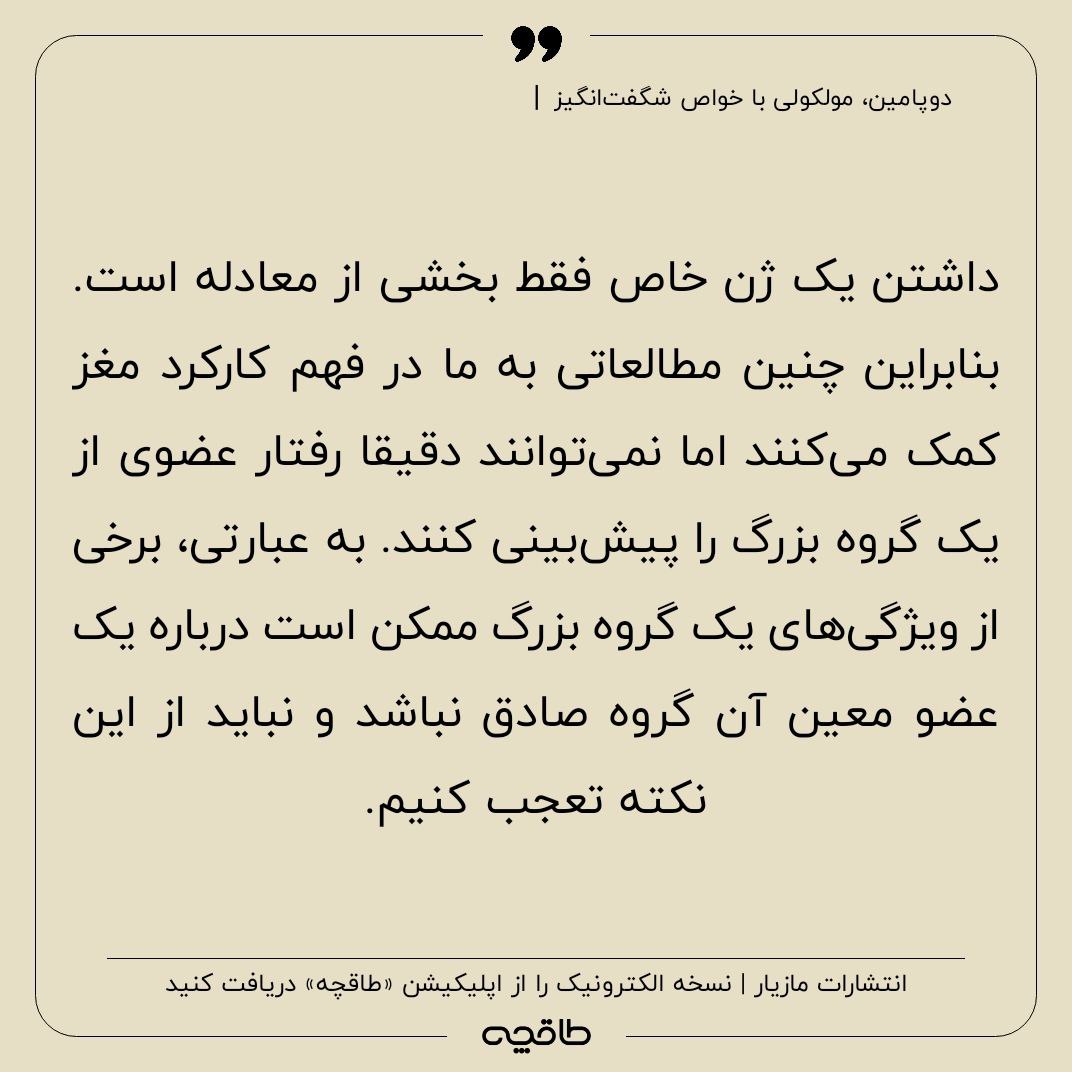 ❟❟
دوپامین، مولکولی با خواص شگفت‌انگیز |
داشتن یک ژن خاص فقط بخشی از معادله است.
بنابراین چنین مطالعاتی به ما در فهم کارکرد مغز
کمک می‌کنند اما نمی‌توانند دقیقا رفتار عضوی از
یک گروه بزرگ را پیش‌بینی کنند. به عبارتی، برخی
از ویژگی‌های یک گروه بزرگ ممکن است درباره یک
عضو معین آن گروه صادق نباشد و نباید از این
نکته تعجب کنیم.
انتشارات مازیار | نسخه الکترونیک را از اپلیکیشن «طاقچه» دریافت کنید
طاقچه